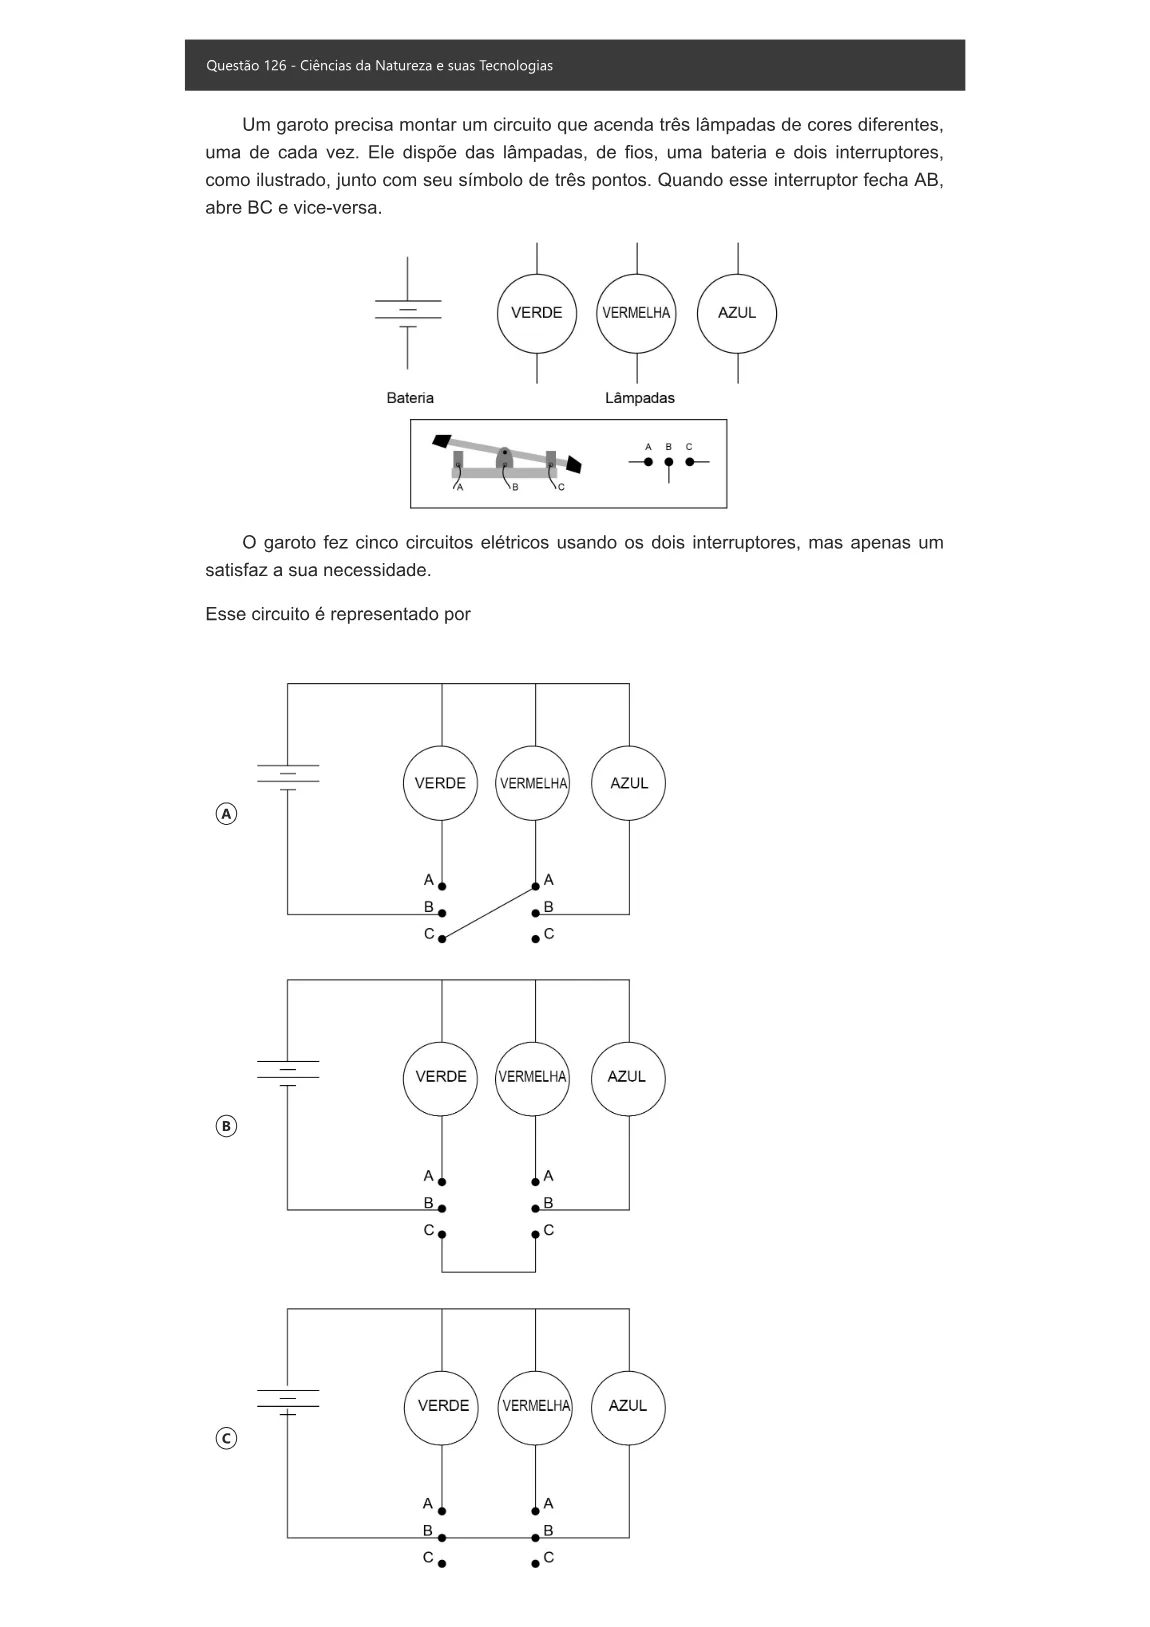 Questão 126 - Ciências da Natureza e suas Tecnologias
Um garoto precisa montar um circuito que acenda três lâmpadas de cores diferentes,
uma de cada vez. Ele dispõe das lâmpadas, de fios, uma bateria e dois interruptores,
como ilustrado, junto com seu símbolo de três pontos. Quando esse interruptor fecha AB,
abre BC e vice-versa.
VERDE VERMELHA AZUL
Bateria Lâmpadas
A B C
A B C
O garoto fez cinco circuitos elétricos usando os dois interruptores, mas apenas um
satisfaz a sua necessidade.
Esse circuito é representado por
VERDE VERMELHA AZUL
A
A A
B B
C C
VERDE VERMELHA AZUL
B
A A
B B
C C
VERDE VERMELHA AZUL
C
A A
B B
C C